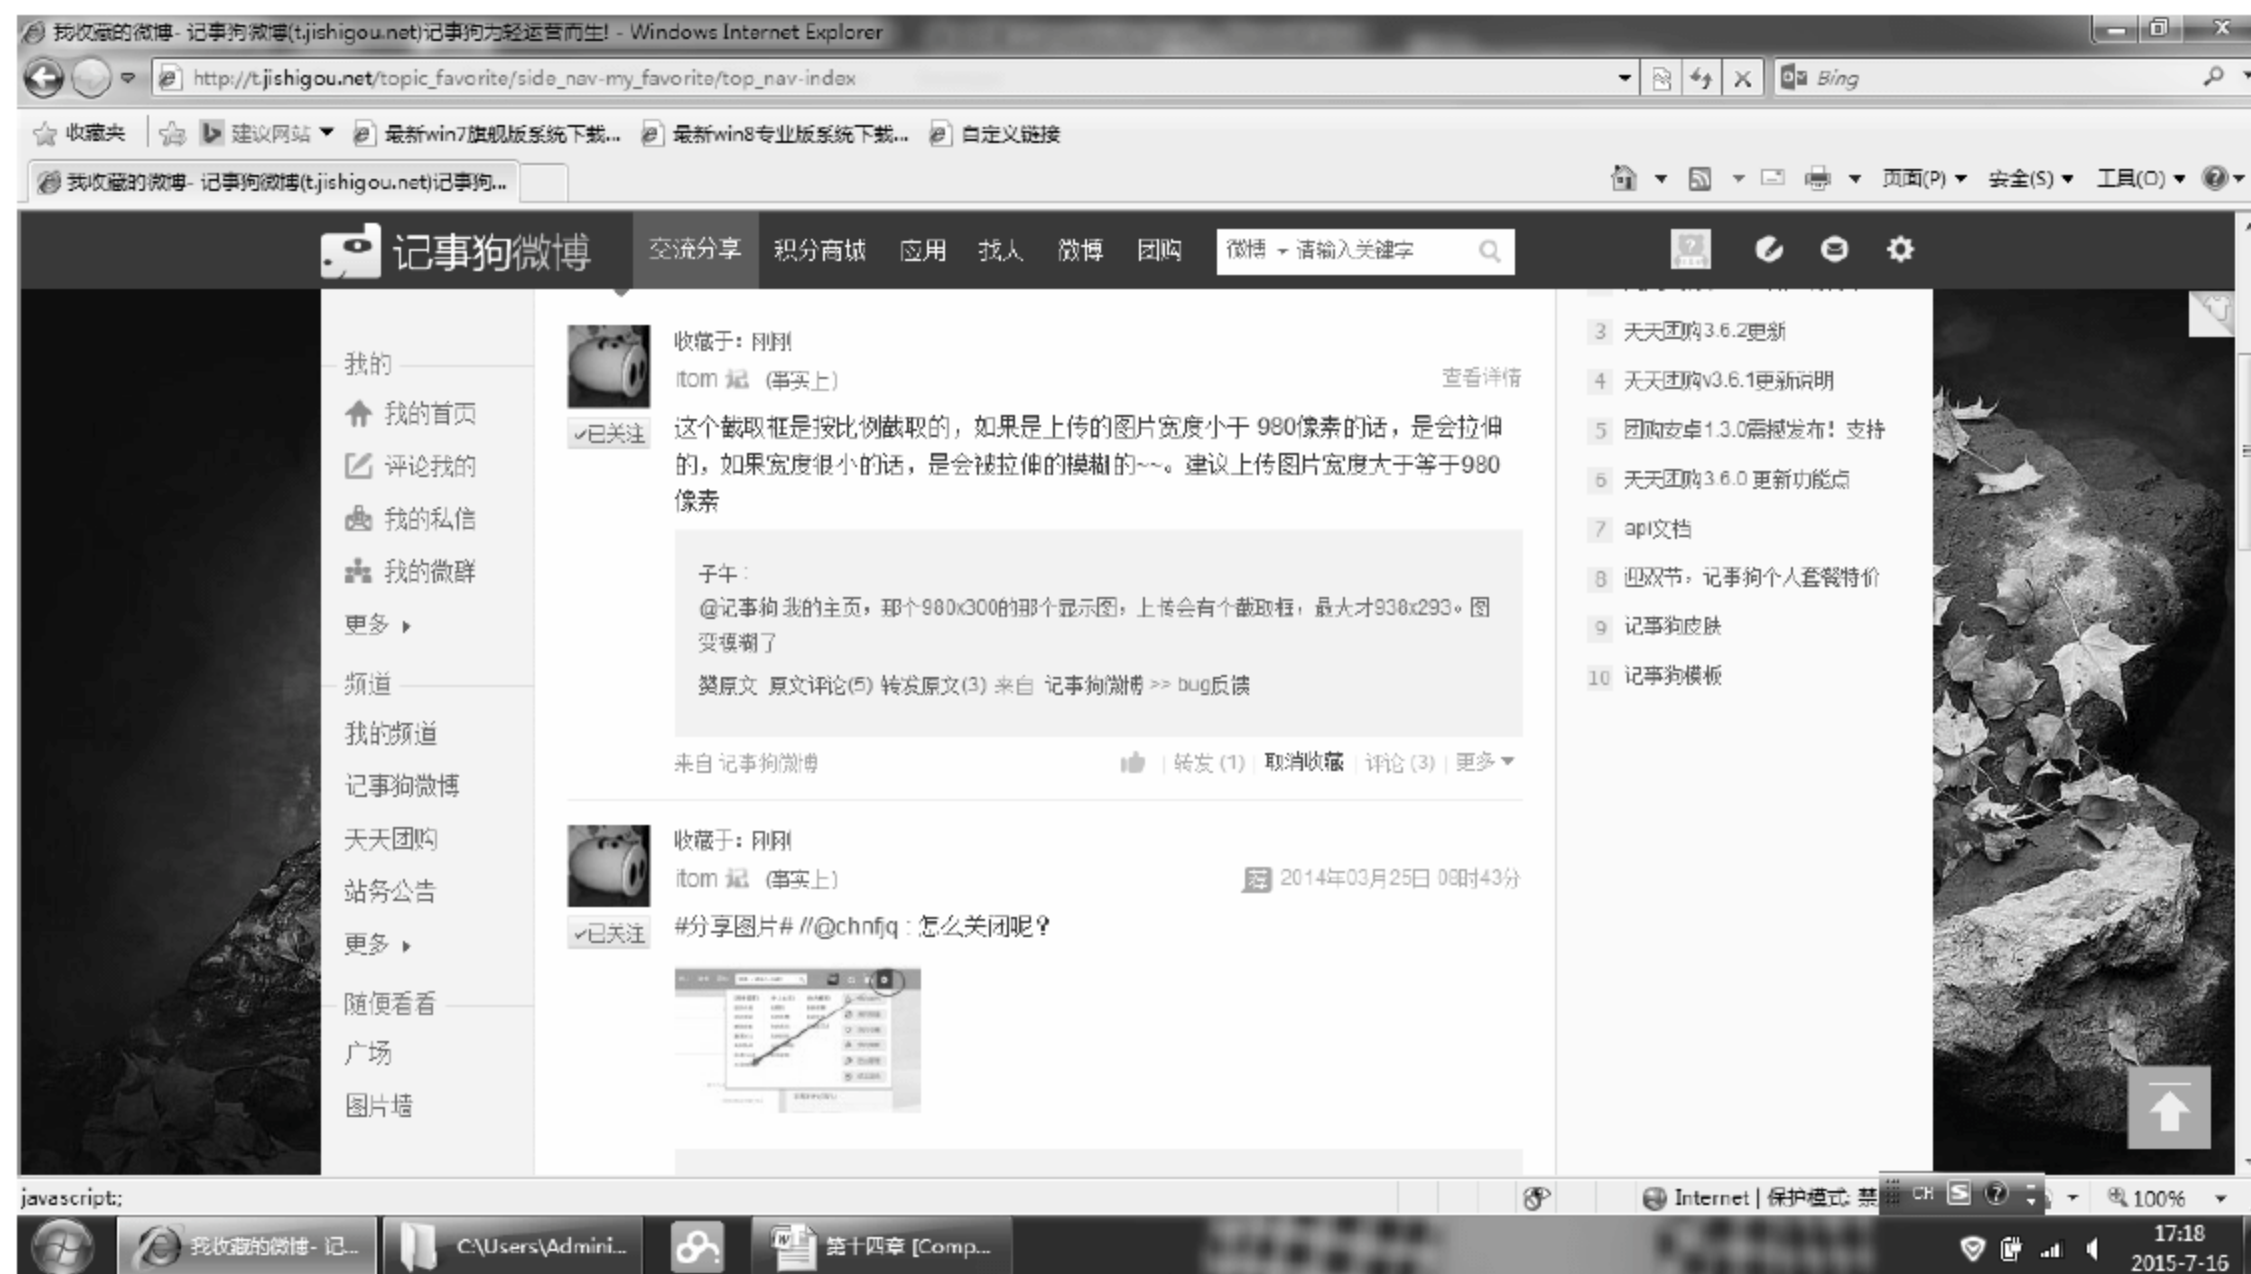 我收藏的微博- 记事狗微博(t.jishigou.net)记事狗为轻运营而生! - Windows Internet Explorer
http://t.jishigou.net/topic_favorite/side_nav-my_favorite/top_nav-index
Bing
收藏夹 建议网站 最新win7旗舰版系统下载... 最新win8专业版系统下载... 自定义链接
我收藏的微博- 记事狗微博(t.jishigou.net)记事狗...
页面(P) 安全(S) 工具(O)
记事狗微博 交流分享 积分商城 应用 找人 微博 团购 微博 请输入关键字
我的
我的首页
评论我的
我的私信
我的微群
更多
频道
我的频道
记事狗微博
天天团购
站务公告
更多
随便看看
广场
图片墙
收藏于：刚刚
itom 记 (事实上)
查看详情
已关注
这个截取框是按比例截取的，如果是上传的图片宽度小于 980像素的话，是会拉伸
的，如果宽度很小的话，是会被拉伸的模糊的~~。建议上传图片宽度大于等于980
像素
子午 :
@记事狗 我的主页，那个980x300的那个显示图，上传会有个截取框，最大才938x293。图
变模糊了
赞原文 原文评论(5) 转发原文(3) 来自 记事狗微博 >> bug反馈
来自 记事狗微博
转发 (1) 取消收藏 评论 (3) 更多
收藏于：刚刚
itom 记 (事实上)
荐 2014年03月25日 08时43分
已关注
#分享图片# //@chnfjq : 怎么关闭呢？
3 天天团购3.6.2更新
4 天天团购v3.6.1更新说明
5 团购安卓1.3.0震撼发布！支持
6 天天团购3.6.0 更新功能点
7 api文档
8 迎双节，记事狗个人套餐特价
9 记事狗皮肤
10 记事狗模板
javascript:;
Internet | 保护模式: 禁
CH
100%
我收藏的微博- 记...
C:\Users\Admini...
第十四章 [Comp...
17:18
2015-7-16